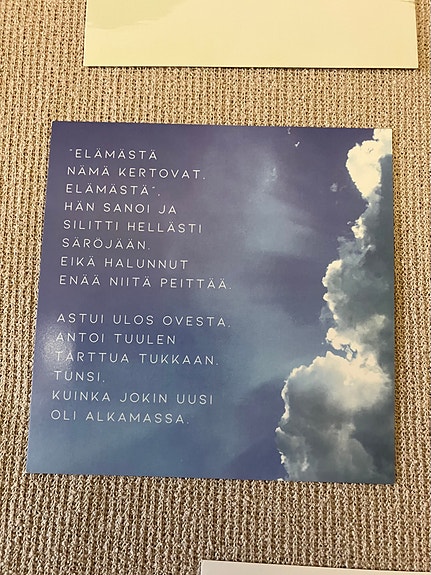 "ELÄMÄSTÄ
NÄMÄ KERTOVAT,
ELÄMÄSTÄ",
HÄN SANOI JA
SILITTI HELLÄSTI
SÄRÖJÄÄN.
EIKÄ HALUNNUT
ENÄÄ NIITÄ PEITTÄÄ.
ASTUI ULOS OVESTA,
ANTOI TUULEN
TARTTUA TUKKAAN.
TUNSI,
KUINKA JOKIN UUSI
OLI ALKAMASSA.